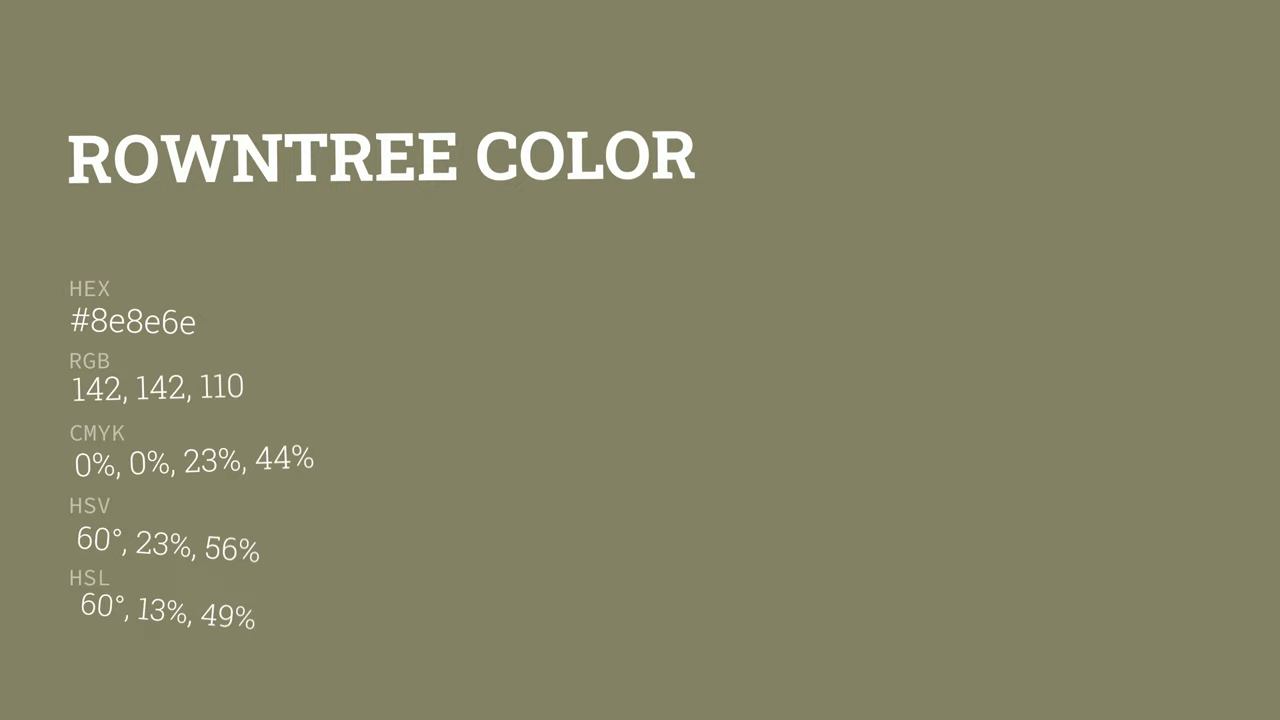 ROWNTREE COLOR
HEX
#8e8e6e
RGB
142, 142, 110
CMYK
0%, 0%, 23%, 44%
HSV
60°, 23%, 56%
HSL
60°, 13%, 49%